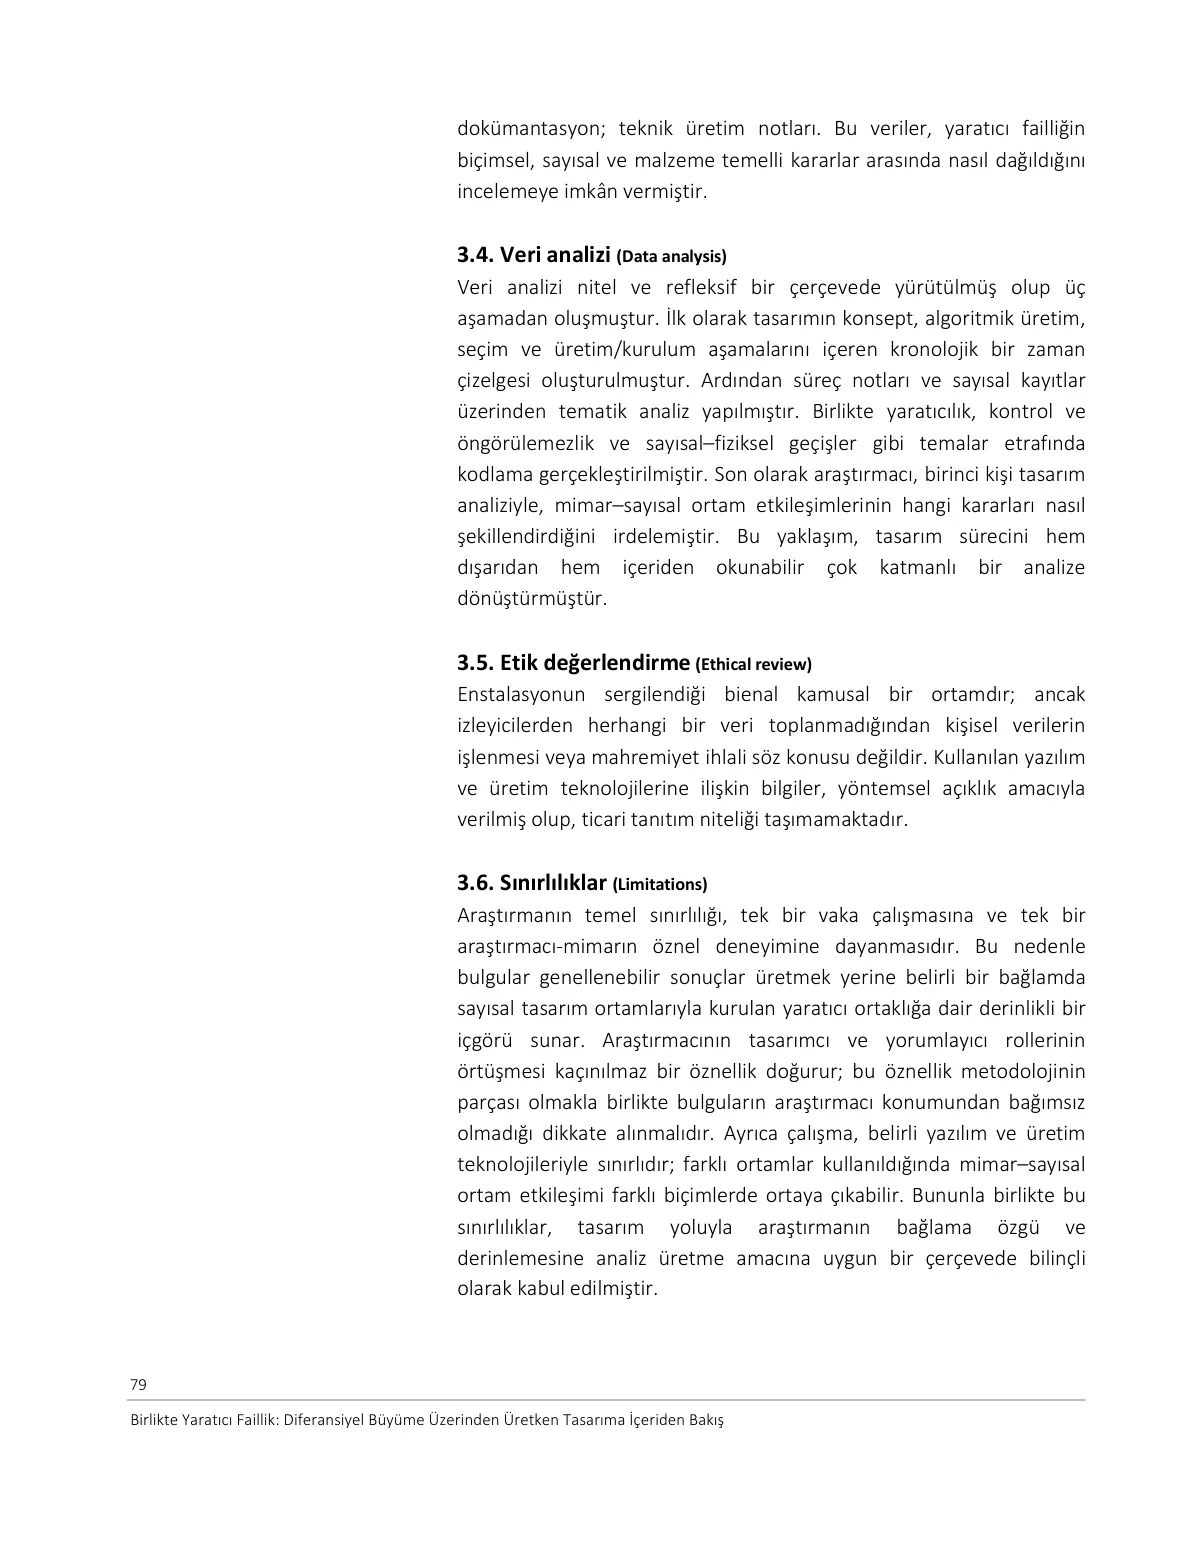 dokümantasyon; teknik üretim notları. Bu veriler, yaratıcı failliğin
biçimsel, sayısal ve malzeme temelli kararlar arasında nasıl dağıldığını
incelemeye imkân vermiştir.
3.4. Veri analizi (Data analysis)
Veri analizi nitel ve refleksif bir çerçevede yürütülmüş olup üç
aşamadan oluşmuştur. İlk olarak tasarımın konsept, algoritmik üretim,
seçim ve üretim/kurulum aşamalarını içeren kronolojik bir zaman
çizelgesi oluşturulmuştur. Ardından süreç notları ve sayısal kayıtlar
üzerinden tematik analiz yapılmıştır. Birlikte yaratıcılık, kontrol ve
öngörülemezlik ve sayısal–fiziksel geçişler gibi temalar etrafında
kodlama gerçekleştirilmiştir. Son olarak araştırmacı, birinci kişi tasarım
analiziyle, mimar–sayısal ortam etkileşimlerinin hangi kararları nasıl
şekillendirdiğini irdelemiştir. Bu yaklaşım, tasarım sürecini hem
dışarıdan hem içeriden okunabilir çok katmanlı bir analize
dönüştürmüştür.
3.5. Etik değerlendirme (Ethical review)
Enstalasyonun sergilendiği bienal kamusal bir ortamdır; ancak
izleyicilerden herhangi bir veri toplanmadığından kişisel verilerin
işlenmesi veya mahremiyet ihlali söz konusu değildir. Kullanılan yazılım
ve üretim teknolojilerine ilişkin bilgiler, yöntemsel açıklık amacıyla
verilmiş olup, ticari tanıtım niteliği taşımamaktadır.
3.6. Sınırlılıklar (Limitations)
Araştırmanın temel sınırlılığı, tek bir vaka çalışmasına ve tek bir
araştırmacı-mimarın öznel deneyimine dayanmasıdır. Bu nedenle
bulgular genellenebilir sonuçlar üretmek yerine belirli bir bağlamda
sayısal tasarım ortamlarıyla kurulan yaratıcı ortaklığa dair derinlikli bir
içgörü sunar. Araştırmacının tasarımcı ve yorumlayıcı rollerinin
örtüşmesi kaçınılmaz bir öznellik doğurur; bu öznellik metodolojinin
parçası olmakla birlikte bulguların araştırmacı konumundan bağımsız
olmadığı dikkate alınmalıdır. Ayrıca çalışma, belirli yazılım ve üretim
teknolojileriyle sınırlıdır; farklı ortamlar kullanıldığında mimar–sayısal
ortam etkileşimi farklı biçimlerde ortaya çıkabilir. Bununla birlikte bu
sınırlılıklar, tasarım yoluyla araştırmanın bağlama özgü ve
derinlemesine analiz üretme amacına uygun bir çerçevede bilinçli
olarak kabul edilmiştir.
79
Birlikte Yaratıcı Faillik: Diferansiyel Büyüme Üzerinden Üretken Tasarıma İçeriden Bakış